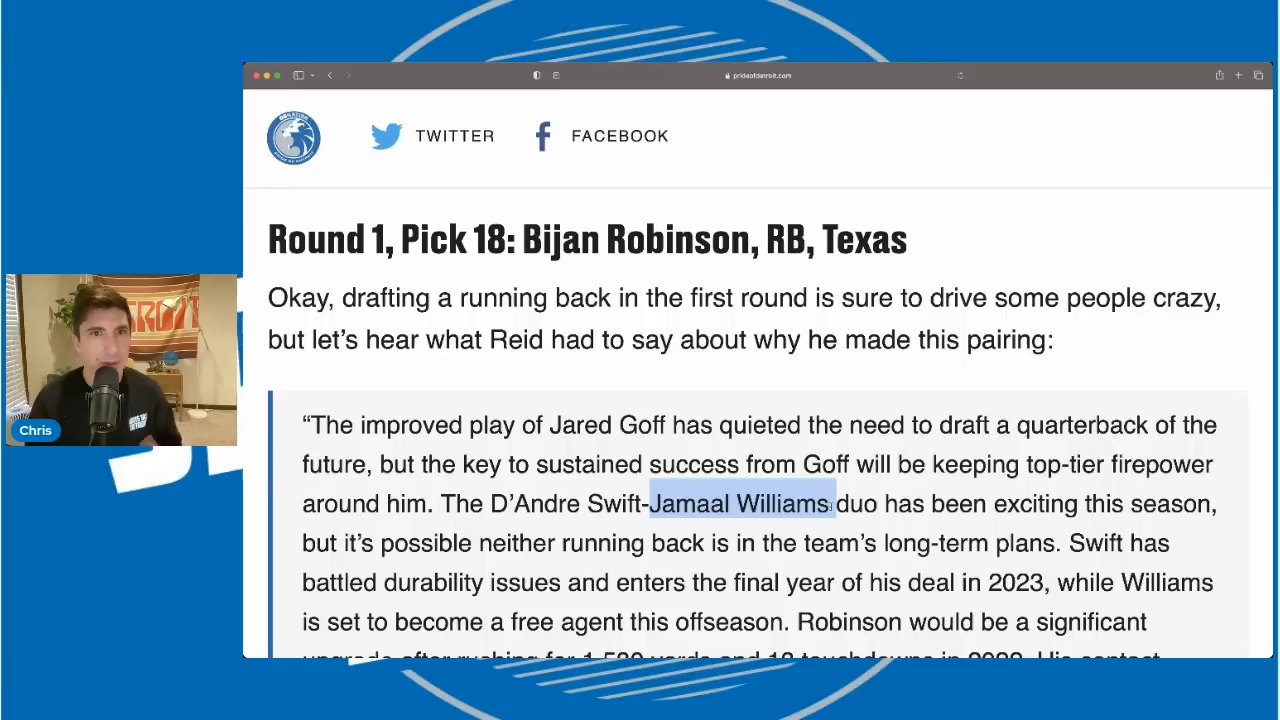 prideofdetroit.com
TWITTER
FACEBOOK
Round 1, Pick 18: Bijan Robinson, RB, Texas
Okay, drafting a running back in the first round is sure to drive some people crazy,
but let’s hear what Reid had to say about why he made this pairing:
“The improved play of Jared Goff has quieted the need to draft a quarterback of the
future, but the key to sustained success from Goff will be keeping top-tier firepower
around him. The D’Andre Swift-Jamaal Williams duo has been exciting this season,
but it’s possible neither running back is in the team’s long-term plans. Swift has
battled durability issues and enters the final year of his deal in 2023, while Williams
is set to become a free agent this offseason. Robinson would be a significant
Chris